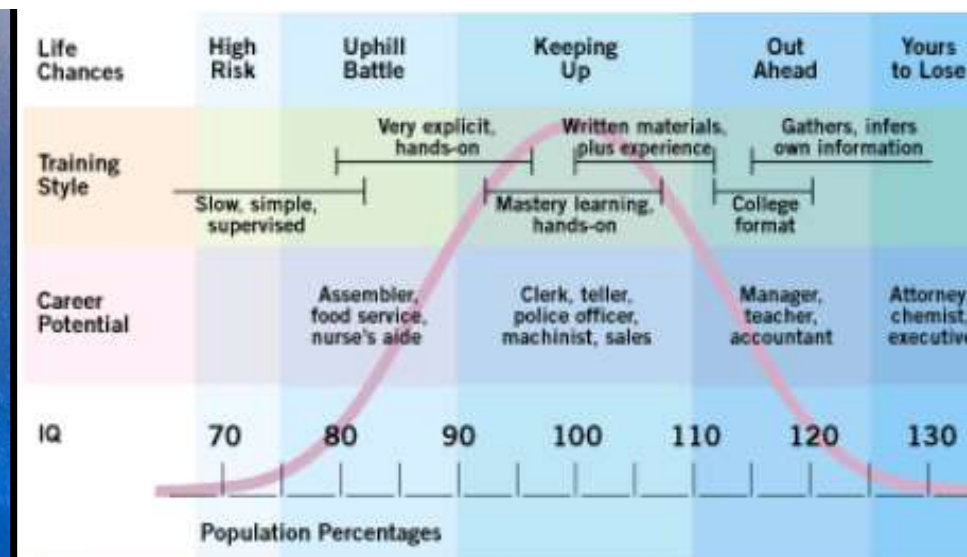 Life
Chances
High
Risk
Uphill
Battle
Keeping
Up
Out
Ahead
Yours
to Lose
Training
Style
Very explicit,
hands-on
Written materials,
plus experience
Gathers, infers
own information
Slow, simple,
supervised
Mastery learning,
hands-on
College
format
Career
Potential
Assembler,
food service,
nurse's aide
Clerk, teller,
police officer,
machinist, sales
Manager,
teacher,
accountant
Attorney,
chemist,
executive
IQ 70 80 90 100 110 120 130
Population Percentages